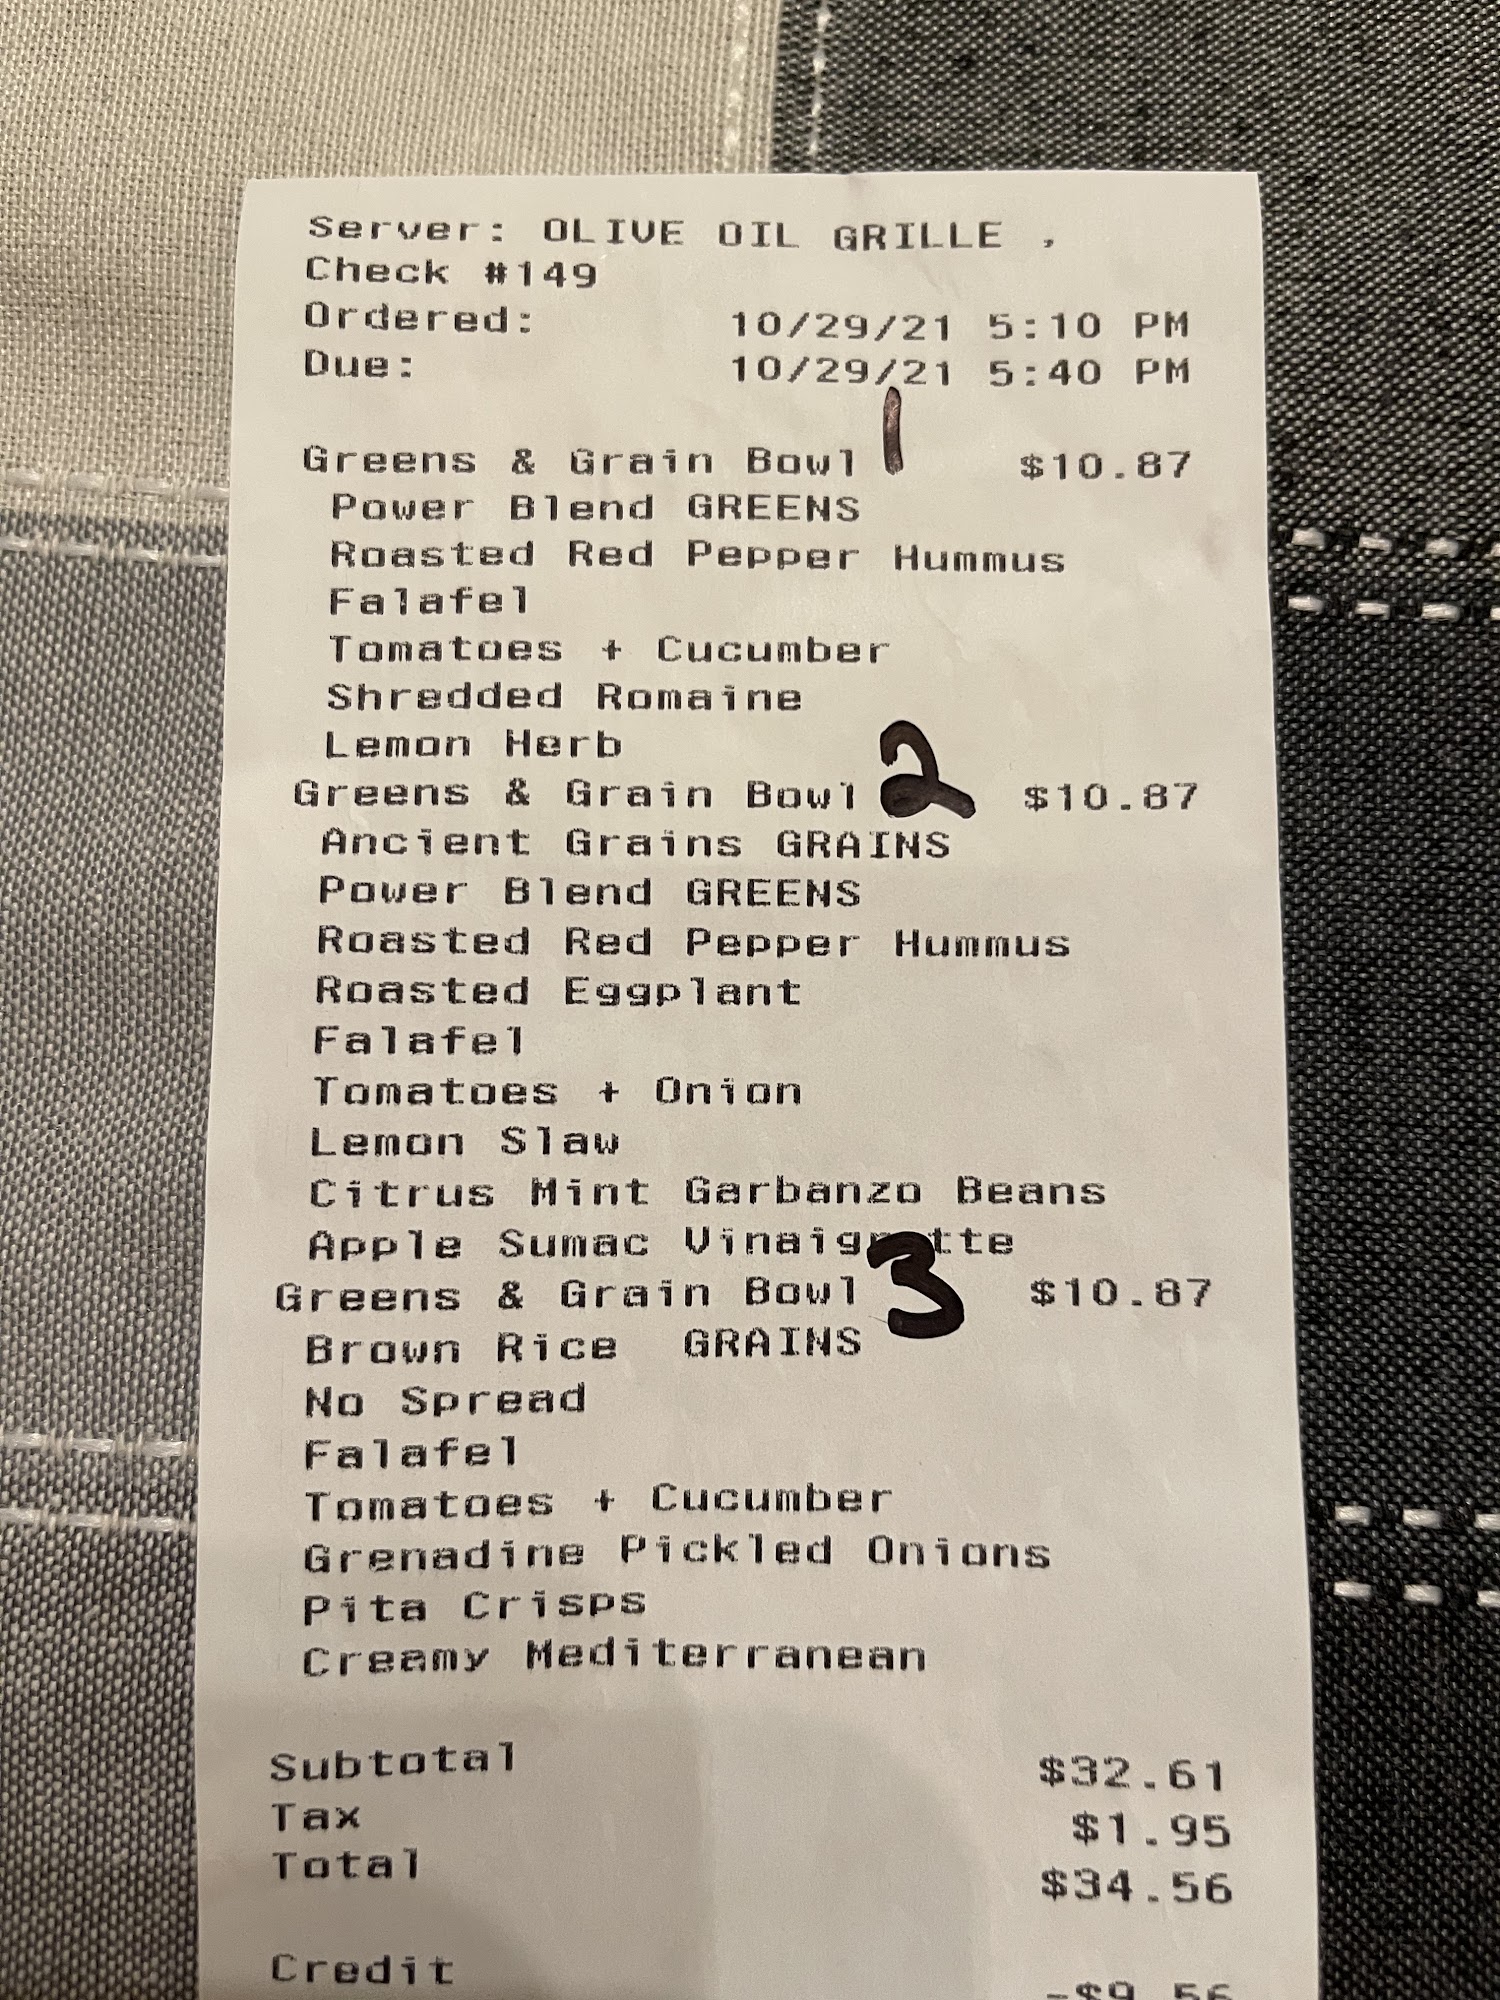 Server: OLIVE OIL GRILLE .
Check #149
Ordered: 10/29/21 5:10 PM
Due: 10/29/21 5:40 PM
Greens & Grain Bowl 1 $10.87
Power Blend GREENS
Roasted Red Pepper Hummus
Falafel
Tomatoes + Cucumber
Shredded Romaine
Lemon Herb
Greens & Grain Bowl 2 $10.87
Ancient Grains GRAINS
Power Blend GREENS
Roasted Red Pepper Hummus
Roasted Eggplant
Falafel
Tomatoes + Onion
Lemon Slaw
Citrus Mint Garbanzo Beans
Apple Sumac Vinaigrette
Greens & Grain Bowl 3 $10.87
Brown Rice GRAINS
No Spread
Falafel
Tomatoes + Cucumber
Grenadine Pickled Onions
Pita Crisps
Creamy Mediterranean
Subtotal $32.61
Tax $1.95
Total $34.56
Credit -$9.56